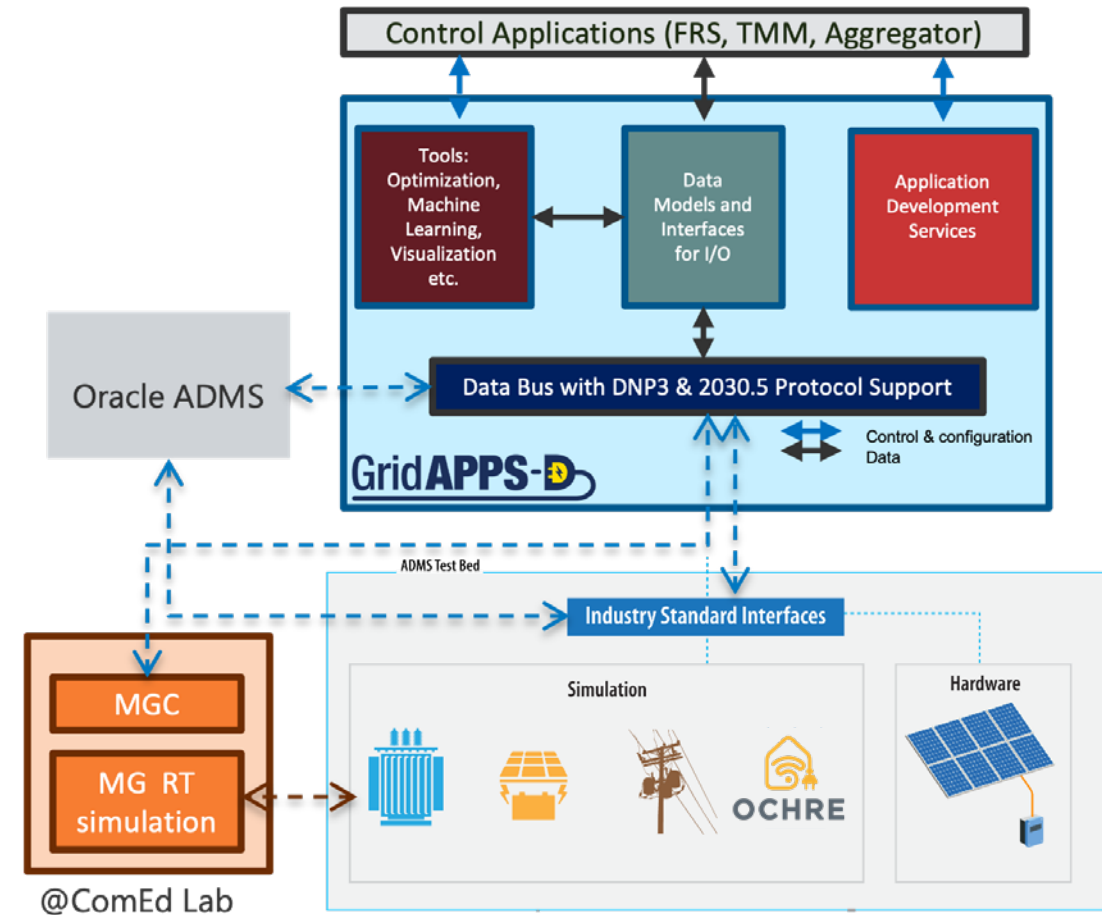 Control Applications (FRS, TMM, Aggregator)
Tools:
Optimization,
Machine
Learning,
Visualization
etc.
Data
Models and
Interfaces
for I/O
Application
Development
Services
Oracle ADMS
Data Bus with DNP3 & 2030.5 Protocol Support
Control & configuration
Data
GridAPPS-D
ADMS Test Bed
Industry Standard Interfaces
Simulation
Hardware
MGC
MG RT
simulation
OCHRE
@ComEd Lab